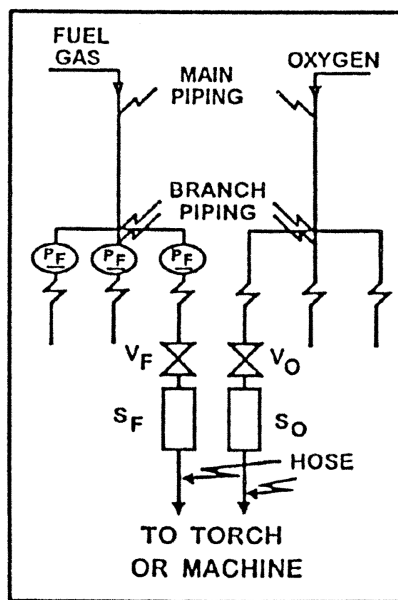 FUEL
GAS
OXYGEN
MAIN
PIPING
BRANCH
PIPING
PF
PF
PF
VF
VO
SF
SO
HOSE
TO TORCH
OR MACHINE